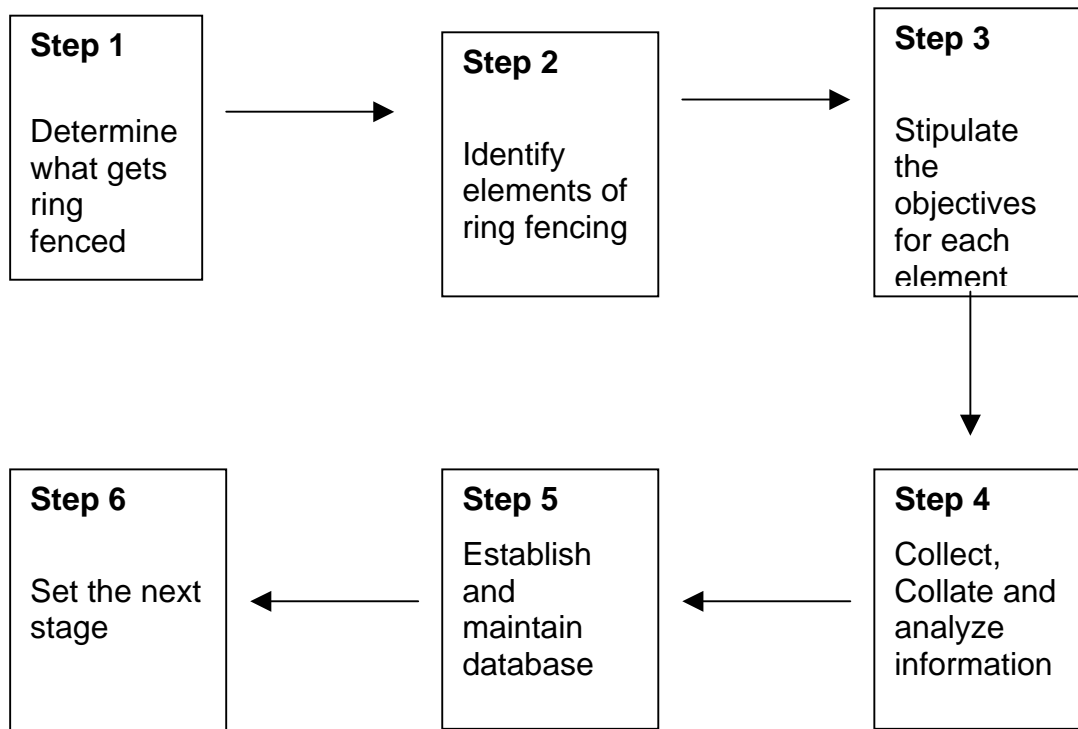 Step 1
Determine
what gets
ring
fenced
Step 2
Identify
elements of
ring fencing
Step 3
Stipulate
the
objectives
for each
element
Step 4
Collect,
Collate and
analyze
information
Step 5
Establish
and
maintain
database
Step 6
Set the next
stage